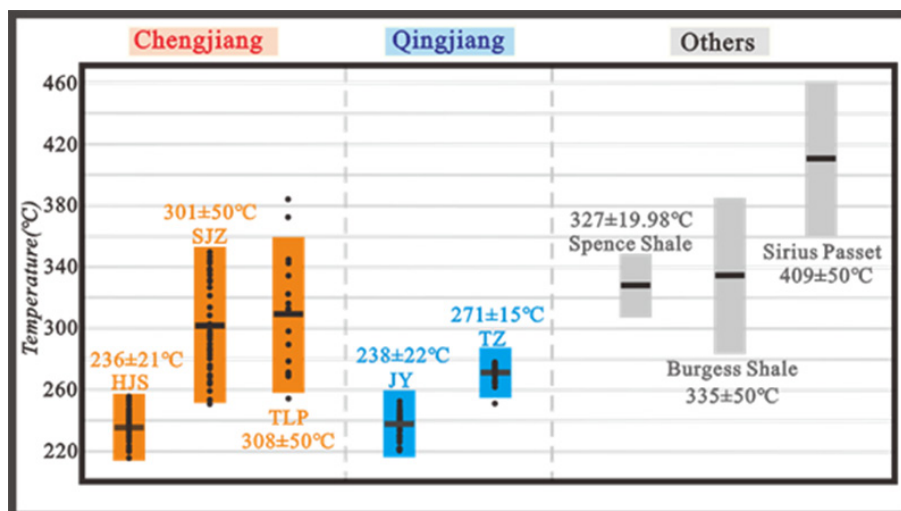 Chengjiang
Qingjiang
Others
Temperature(℃)
460
420
380
340
300
260
220
236±21℃
HJS
301±50℃
SJZ
TLP
308±50℃
238±22℃
JY
271±15℃
TZ
327±19.98℃
Spence Shale
Burgess Shale
335±50℃
Sirius Passet
409±50℃